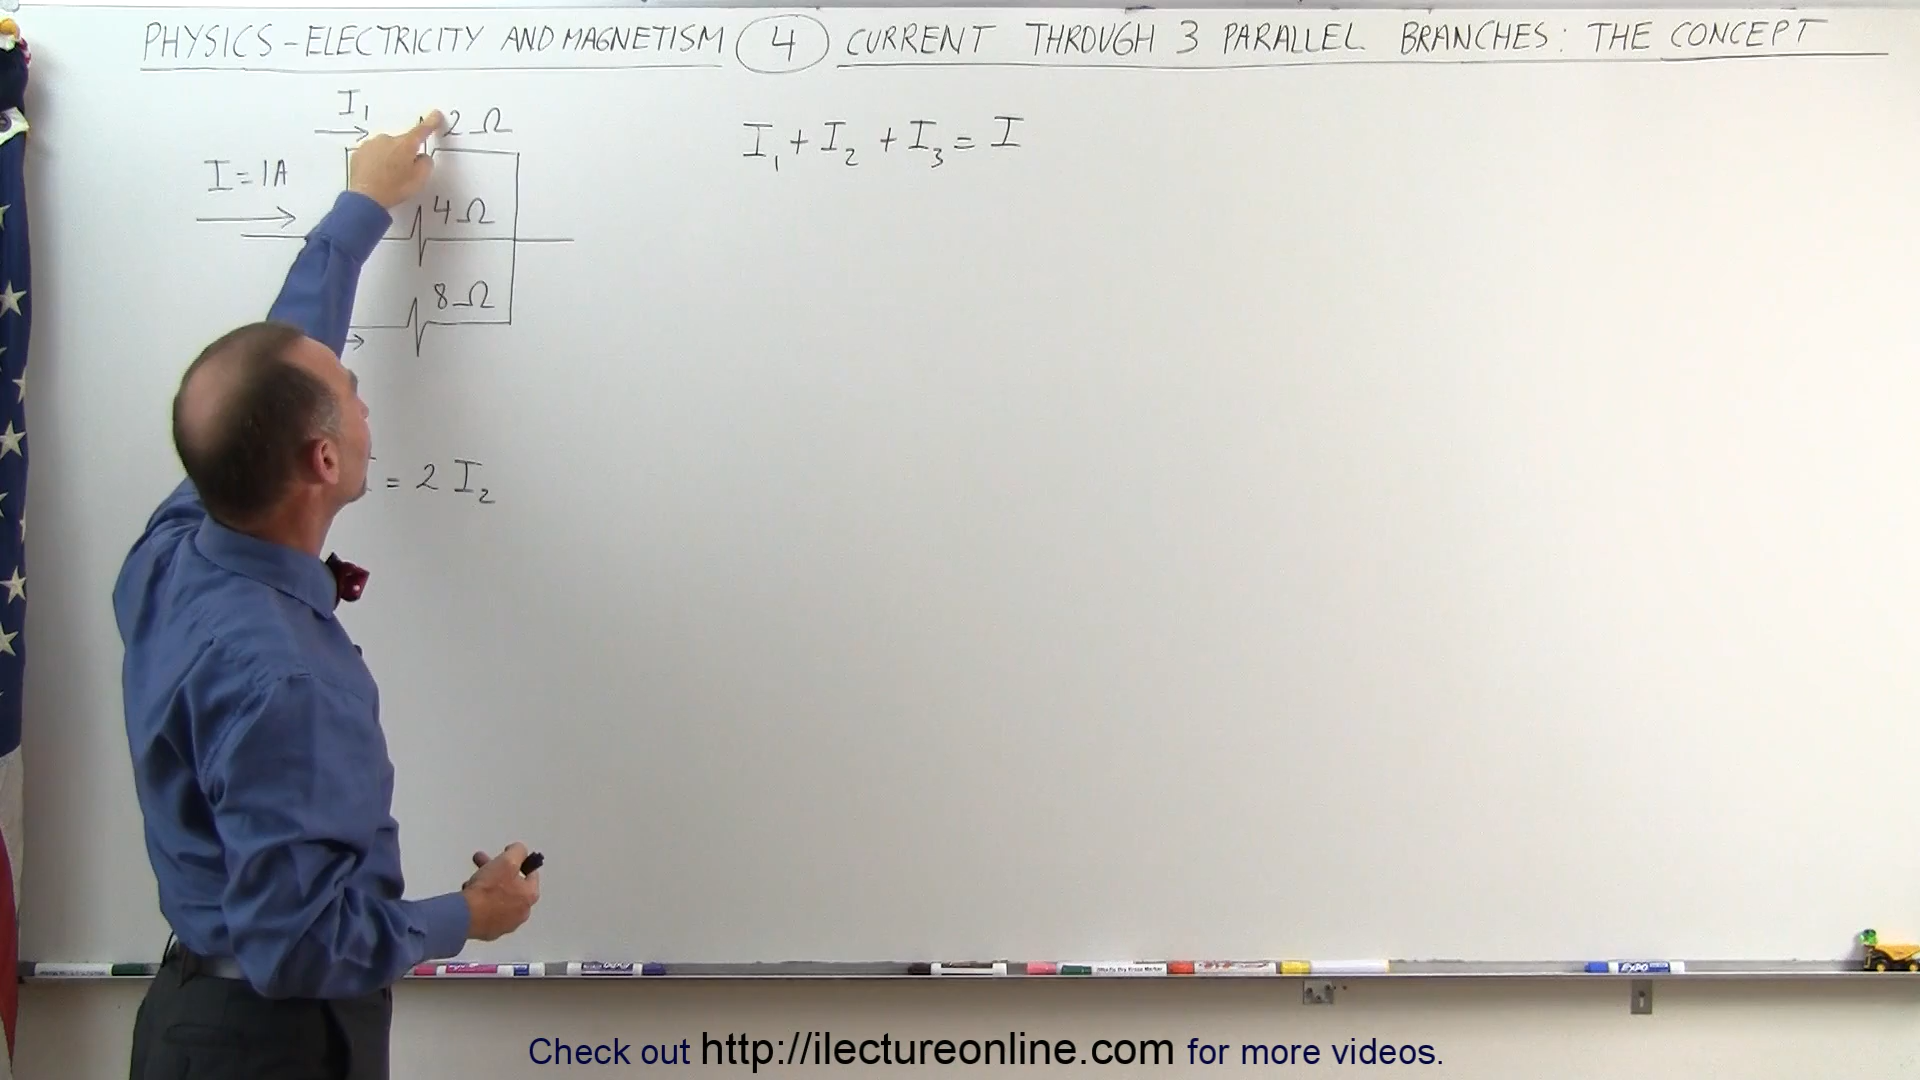 PHYSICS - ELECTRICITY AND MAGNETISM 4 CURRENT THROUGH 3 PARALLEL BRANCHES: THE CONCEPT
I₁
2 Ω
I₁ + I₂ + I₃ = I
I = 1A
4 Ω
8 Ω
= 2 I₂
EXPO
Check out http://ilectureonline.com for more videos.